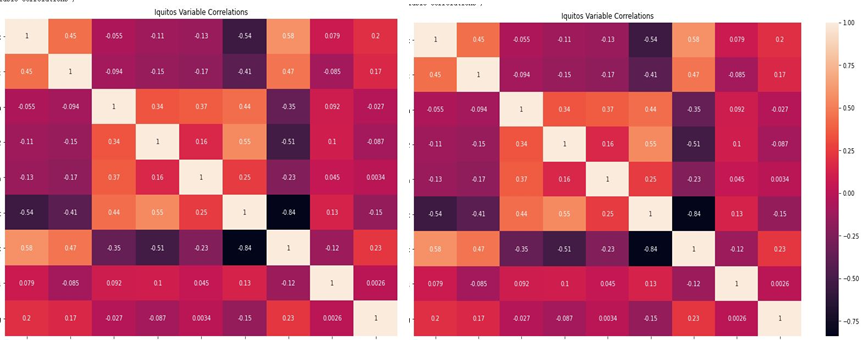 Iquitos Variable Correlations
1 0.45 -0.055 -0.11 -0.13 -0.54 0.58 0.079 0.2
0.45 1 -0.094 -0.15 -0.17 -0.41 0.47 -0.085 0.17
-0.055 -0.094 1 0.34 0.37 0.44 -0.35 0.092 -0.027
-0.11 -0.15 0.34 1 0.16 0.55 -0.51 0.1 -0.087
-0.13 -0.17 0.37 0.16 1 0.25 -0.23 0.045 0.0034
-0.54 -0.41 0.44 0.55 0.25 1 -0.84 0.13 -0.15
0.58 0.47 -0.35 -0.51 -0.23 -0.84 1 -0.12 0.23
0.079 -0.085 0.092 0.1 0.045 0.13 -0.12 1 0.0026
0.2 0.17 -0.027 -0.087 0.0034 -0.15 0.23 0.0026 1
Iquitos Variable Correlations
1 0.45 -0.055 -0.11 -0.13 -0.54 0.58 0.079 0.2
0.45 1 -0.094 -0.15 -0.17 -0.41 0.47 -0.085 0.17
-0.055 -0.094 1 0.34 0.37 0.44 -0.35 0.092 -0.027
-0.11 -0.15 0.34 1 0.16 0.55 -0.51 0.1 -0.087
-0.13 -0.17 0.37 0.16 1 0.25 -0.23 0.045 0.0034
-0.54 -0.41 0.44 0.55 0.25 1 -0.84 0.13 -0.15
0.58 0.47 -0.35 -0.51 -0.23 -0.84 1 -0.12 0.23
0.079 -0.085 0.092 0.1 0.045 0.13 -0.12 1 0.0026
0.2 0.17 -0.027 -0.087 0.0034 -0.15 0.23 0.0026 1
1.00
0.75
0.50
0.25
0.00
-0.25
-0.50
-0.75